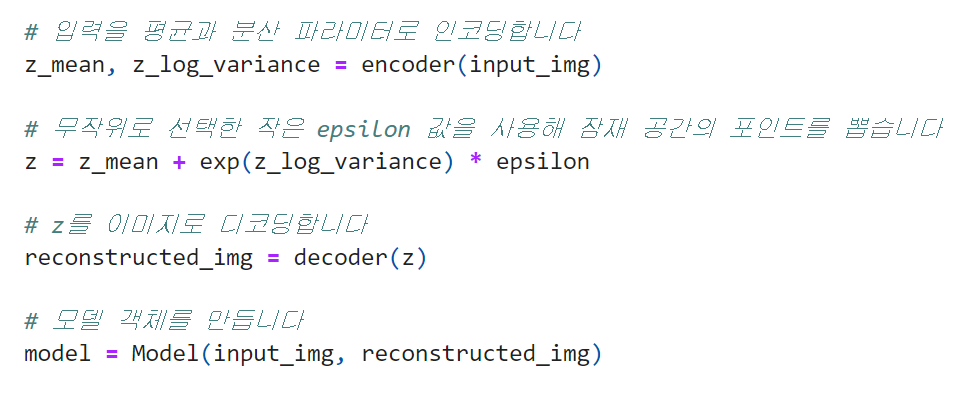 # 입력을 평균과 분산 파라미터로 인코딩합니다
z_mean, z_log_variance = encoder(input_img)
# 무작위로 선택한 작은 epsilon 값을 사용해 잠재 공간의 포인트를 뽑습니다
z = z_mean + exp(z_log_variance) * epsilon
# z를 이미지로 디코딩합니다
reconstructed_img = decoder(z)
# 모델 객체를 만듭니다
model = Model(input_img, reconstructed_img)